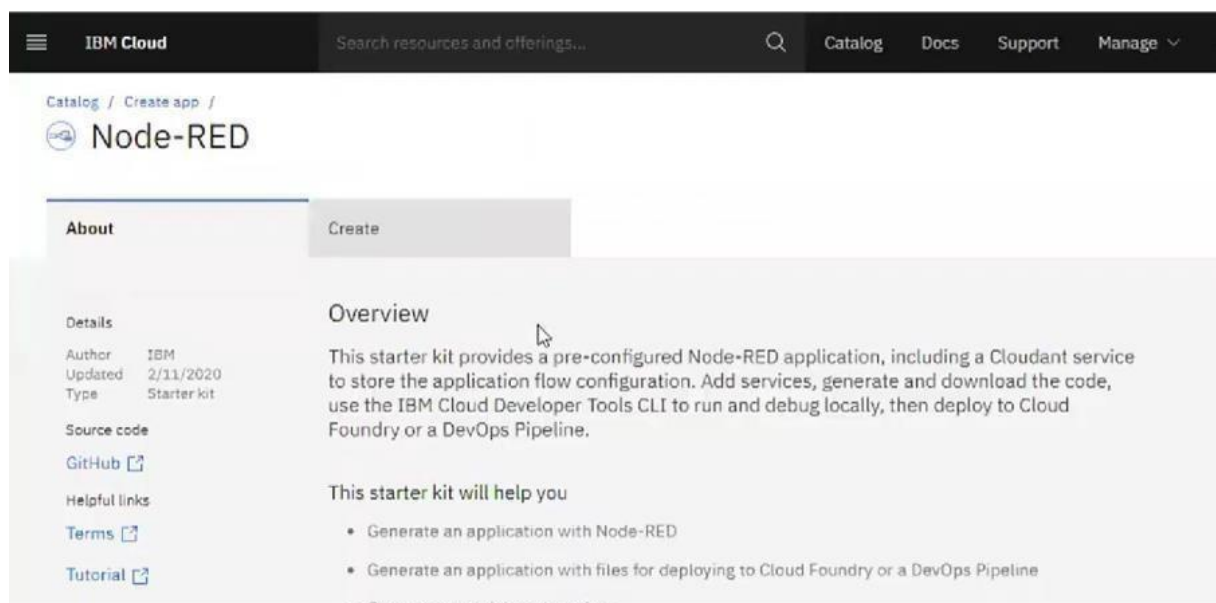 IBM Cloud
Search resources and offerings...
Catalog
Docs
Support
Manage
Catalog / Create app /
Node-RED
About
Create
Details
Author IBM
Updated 2/11/2020
Type Starter kit
Source code
GitHub
Helpful links
Terms
Tutorial
Overview
This starter kit provides a pre-configured Node-RED application, including a Cloudant service
to store the application flow configuration. Add services, generate and download the code,
use the IBM Cloud Developer Tools CLI to run and debug locally, then deploy to Cloud
Foundry or a DevOps Pipeline.
This starter kit will help you
• Generate an application with Node-RED
• Generate an application with files for deploying to Cloud Foundry or a DevOps Pipeline